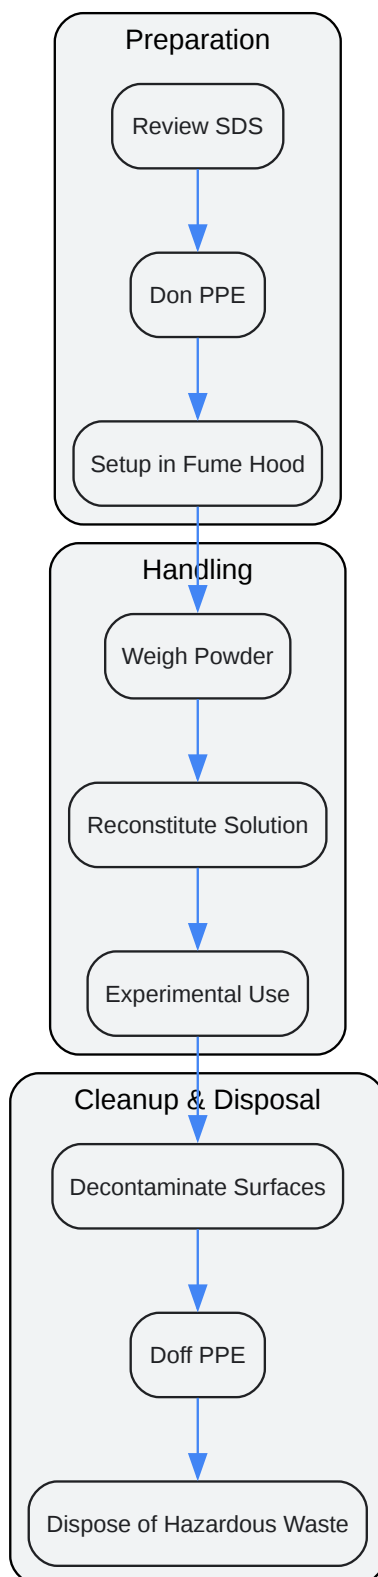 Preparation
Review SDS
Don PPE
Setup in Fume Hood
Handling
Weigh Powder
Reconstitute Solution
Experimental Use
Cleanup & Disposal
Decontaminate Surfaces
Doff PPE
Dispose of Hazardous Waste